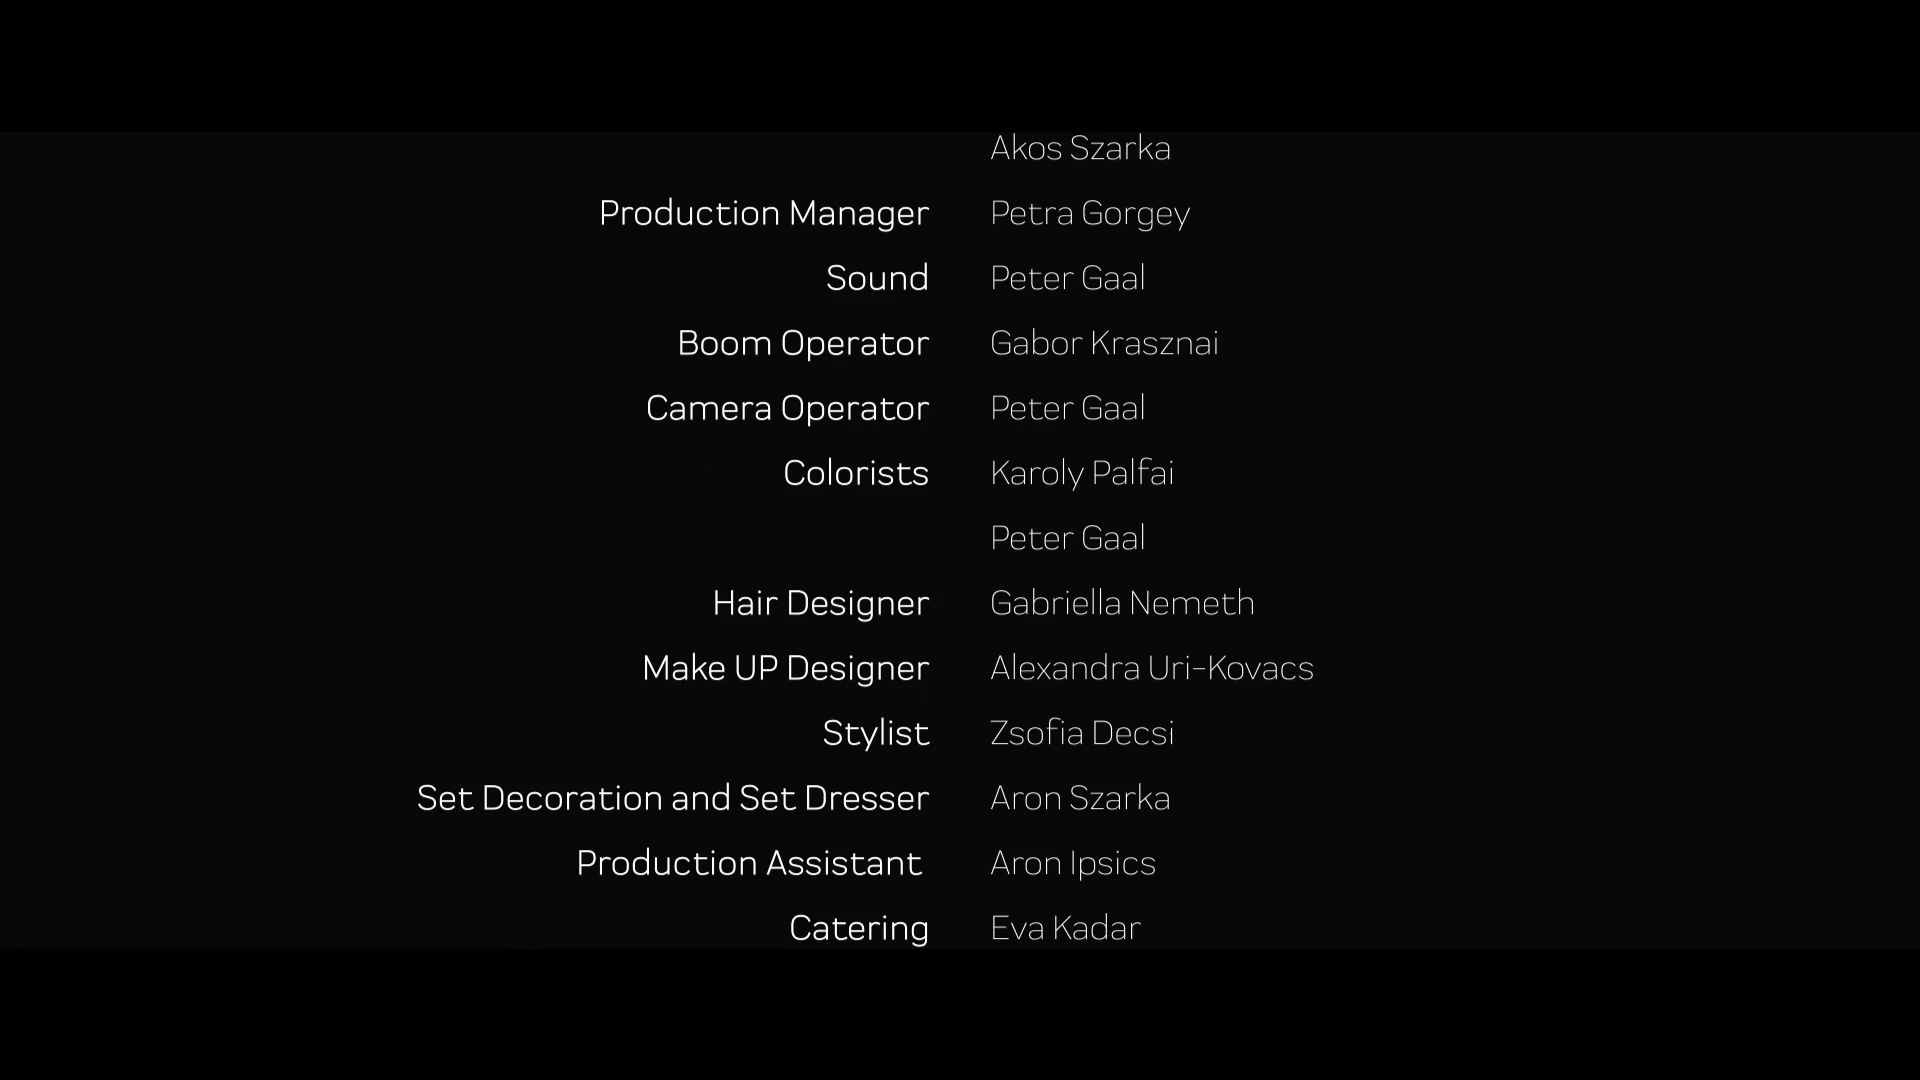 Akos Szarka
Production Manager Petra Gorgey
Sound Peter Gaal
Boom Operator Gabor Krasznai
Camera Operator Peter Gaal
Colorists Karoly Palfai
Peter Gaal
Hair Designer Gabriella Nemeth
Make UP Designer Alexandra Uri-Kovacs
Stylist Zsofia Decsi
Set Decoration and Set Dresser Aron Szarka
Production Assistant Aron Ipsics
Catering Eva Kadar